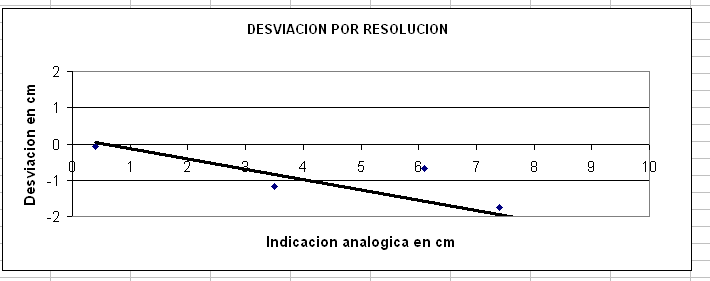 DESVIACION POR RESOLUCION
Desviacion en cm
2
1
0
-1
-2
0 1 2 3 4 5 6 7 8 9 10
Indicacion analogica en cm